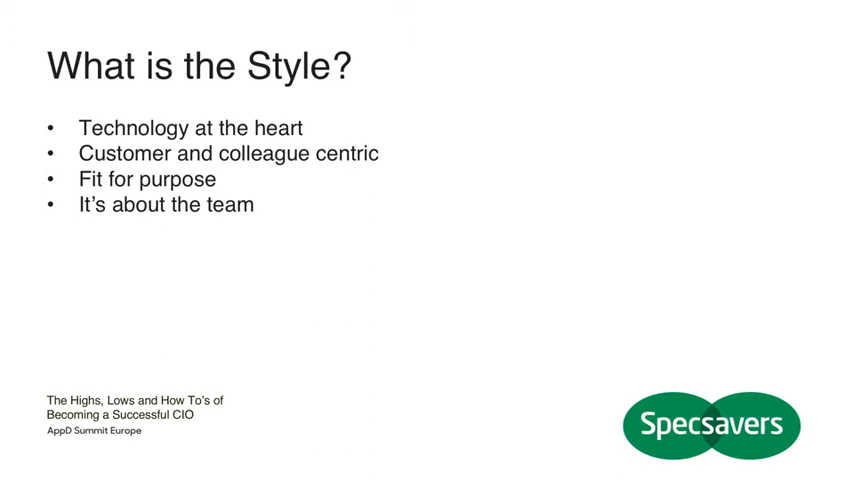 What is the Style?
• Technology at the heart
• Customer and colleague centric
• Fit for purpose
• It’s about the team
The Highs, Lows and How To’s of
Becoming a Successful CIO
AppD Summit Europe
Specsavers